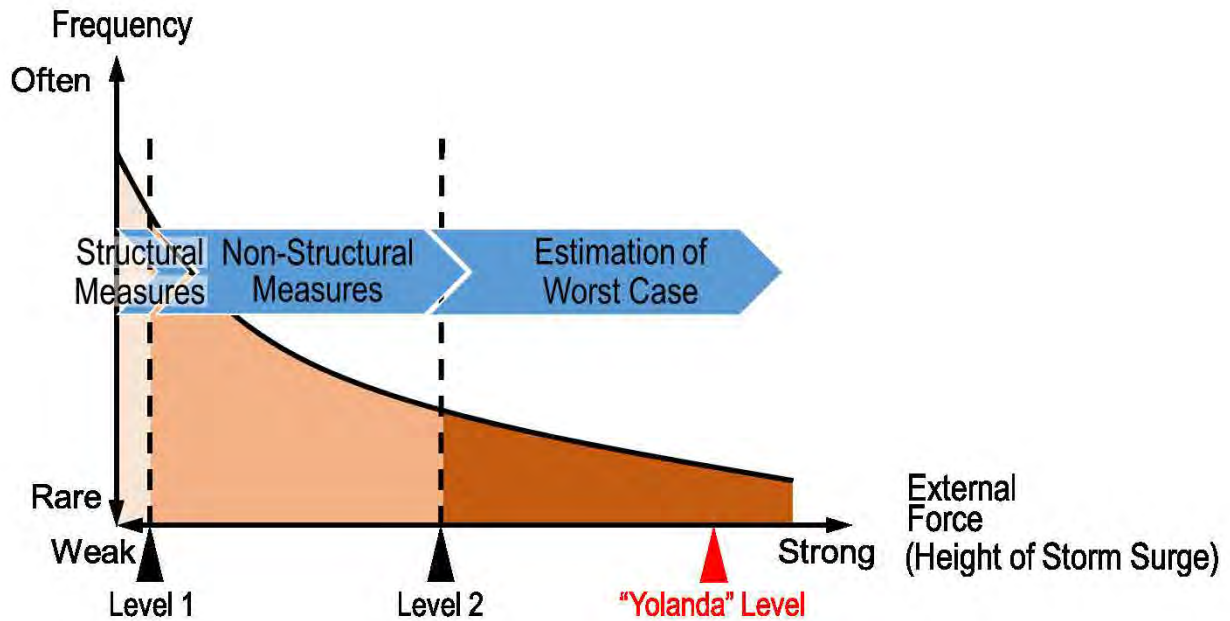 Frequency
Often
Structural
Measures
Non-Structural
Measures
Estimation of
Worst Case
Rare
Weak
Strong
External
Force
(Height of Storm Surge)
Level 1
Level 2
“Yolanda” Level